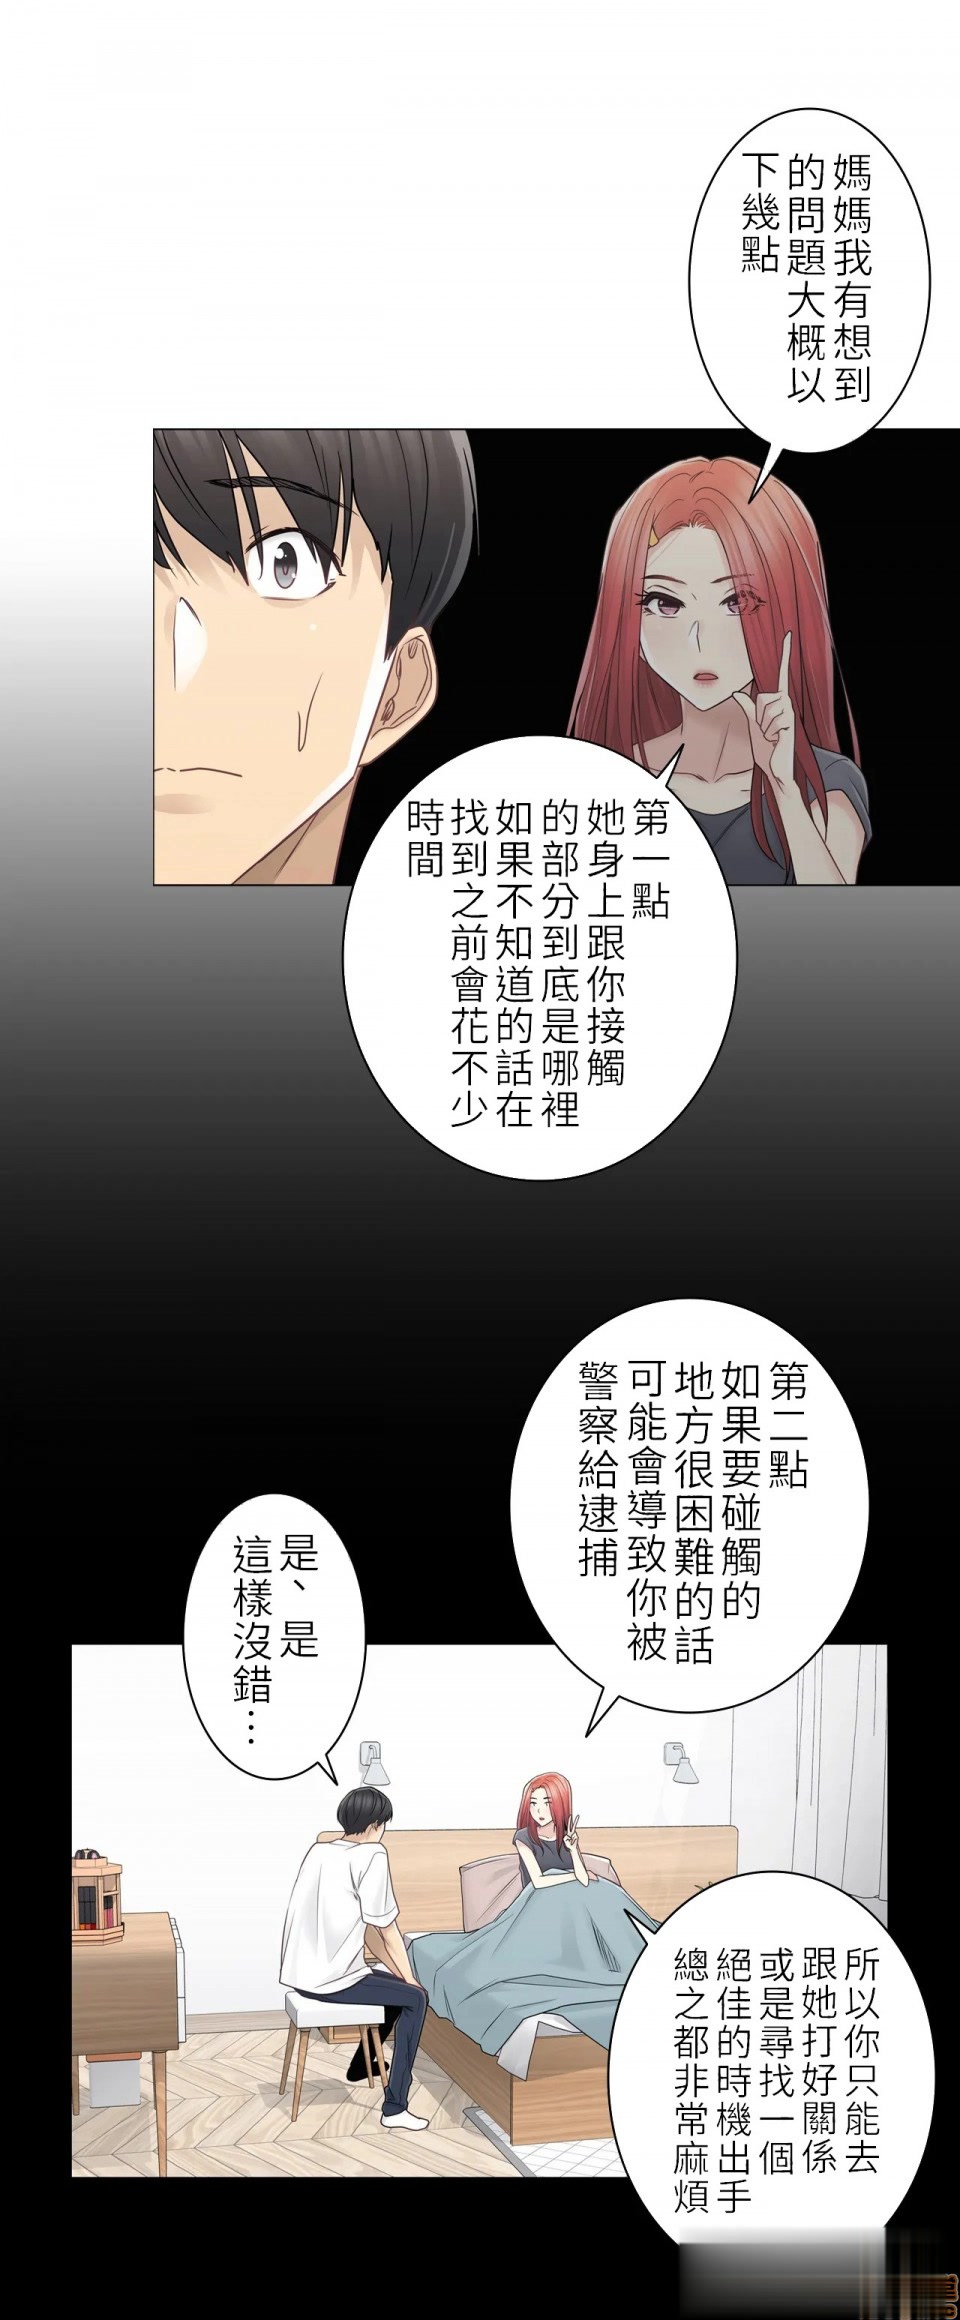 媽媽我有想到
的問題大概以
下幾點
第一點
她身上跟你接觸
的部分到底是哪裡
如果不知道的話在
找到之前會花不少
時間
第二點
如果要碰觸的
地方很困難的話
可能會導致你被
警察給逮捕
是、是
這樣沒錯…
所以你只能去
跟她打好關係
或是尋找一個
絕佳的時機出手
總之都非常麻煩